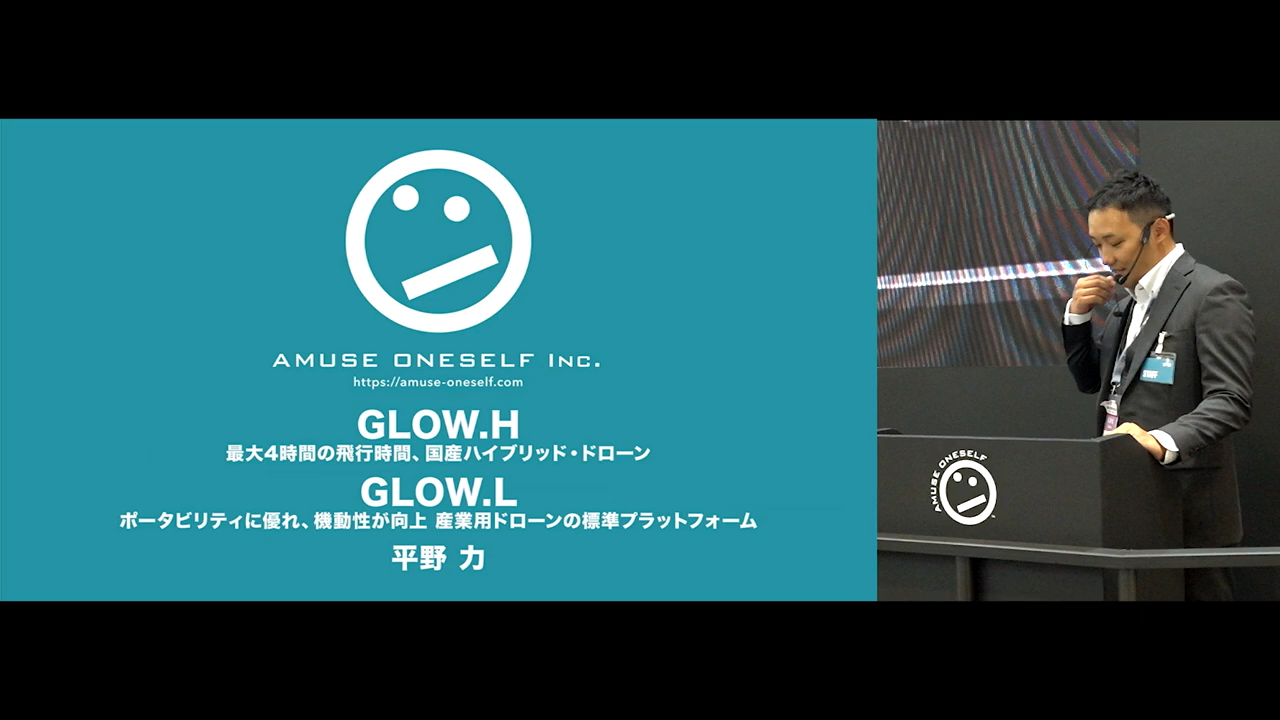 AMUSE ONESELF Inc.
https://amuse-oneself.com
GLOW.H
最大4時間の飛行時間、国産ハイブリッド・ドローン
GLOW.L
ポータビリティに優れ、機動性が向上 産業用ドローンの標準プラットフォーム
平野 力
STAFF
AMUSE ONESELF